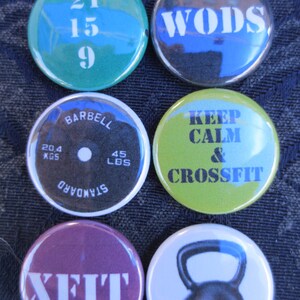 21
15
9
WODS
BARBELL
20.4
KGS
45
LBS
STANDARD
KEEP
CALM
&
CROSSFIT
XFIT